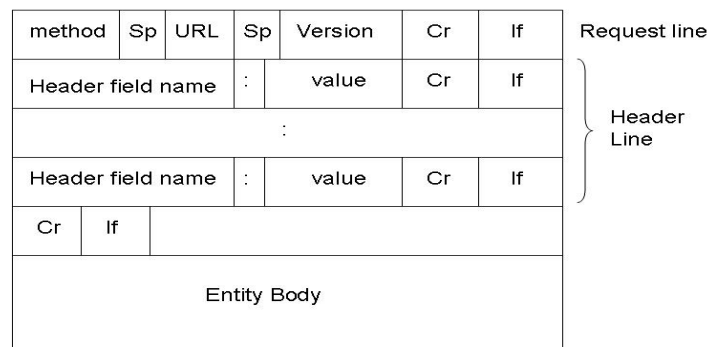 method Sp URL Sp Version Cr lf Request line
Header field name : value Cr lf
:
Header Line
Header field name : value Cr lf
Cr lf
Entity Body